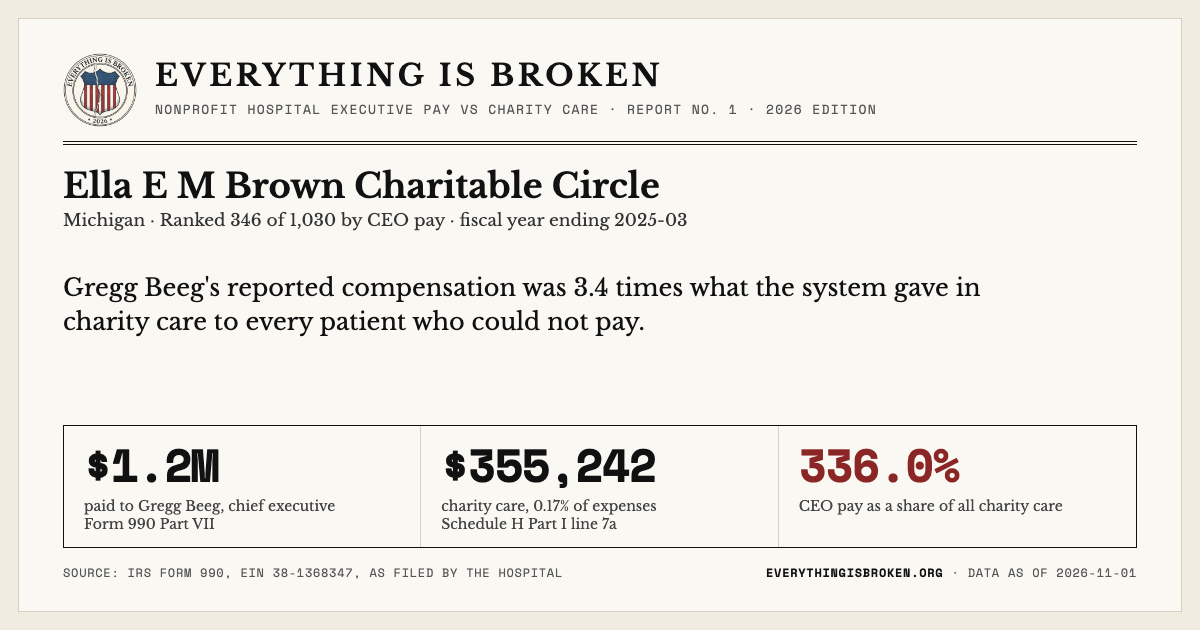 EVERYTHING IS BROKEN
2026
EVERYTHING IS BROKEN
NONPROFIT HOSPITAL EXECUTIVE PAY VS CHARITY CARE · REPORT NO. 1 · 2026 EDITION
Ella E M Brown Charitable Circle
Michigan · Ranked 346 of 1,030 by CEO pay · fiscal year ending 2025-03
Gregg Beeg's reported compensation was 3.4 times what the system gave in
charity care to every patient who could not pay.
$1.2M
paid to Gregg Beeg, chief executive
Form 990 Part VII
$355,242
charity care, 0.17% of expenses
Schedule H Part I line 7a
336.0%
CEO pay as a share of all charity care
SOURCE: IRS FORM 990, EIN 38-1368347, AS FILED BY THE HOSPITAL
EVERYTHINGISBROKEN.ORG · DATA AS OF 2026-11-01